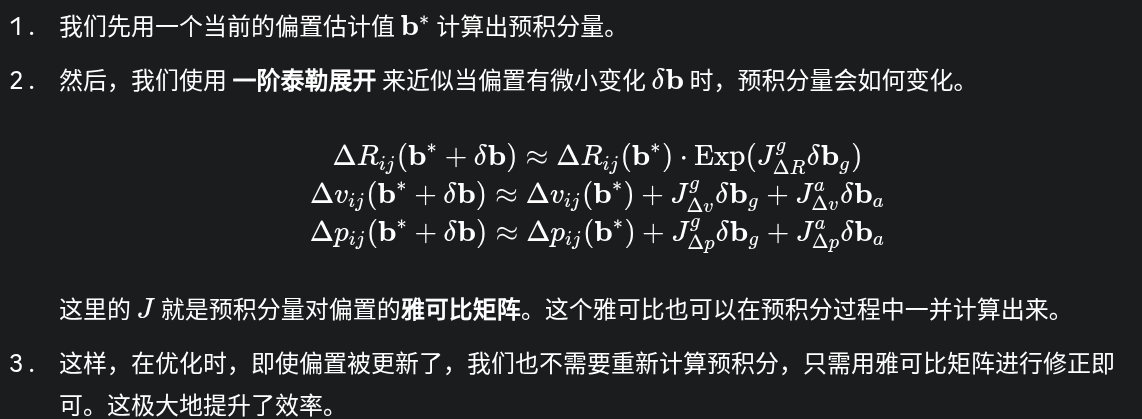 1. 我们先用一个当前的偏置估计值 $\mathbf{b}^*$ 计算出预积分量。
2. 然后，我们使用 一阶泰勒展开 来近似当偏置有微小变化 $\delta\mathbf{b}$ 时，预积分量会如何变化。
$\Delta R_{ij}(\mathbf{b}^* + \delta\mathbf{b}) \approx \Delta R_{ij}(\mathbf{b}^*) \cdot \mathrm{Exp}(J^g_{\Delta R}\delta\mathbf{b}_g)$
$\Delta v_{ij}(\mathbf{b}^* + \delta\mathbf{b}) \approx \Delta v_{ij}(\mathbf{b}^*) + J^g_{\Delta v}\delta\mathbf{b}_g + J^a_{\Delta v}\delta\mathbf{b}_a$
$\Delta p_{ij}(\mathbf{b}^* + \delta\mathbf{b}) \approx \Delta p_{ij}(\mathbf{b}^*) + J^g_{\Delta p}\delta\mathbf{b}_g + J^a_{\Delta p}\delta\mathbf{b}_a$
这里的 $J$ 就是预积分量对偏置的雅可比矩阵。这个雅可比也可以在预积分过程中一并计算出来。
3. 这样，在优化时，即使偏置被更新了，我们也不需要重新计算预积分，只需用雅可比矩阵进行修正即
可。这极大地提升了效率。